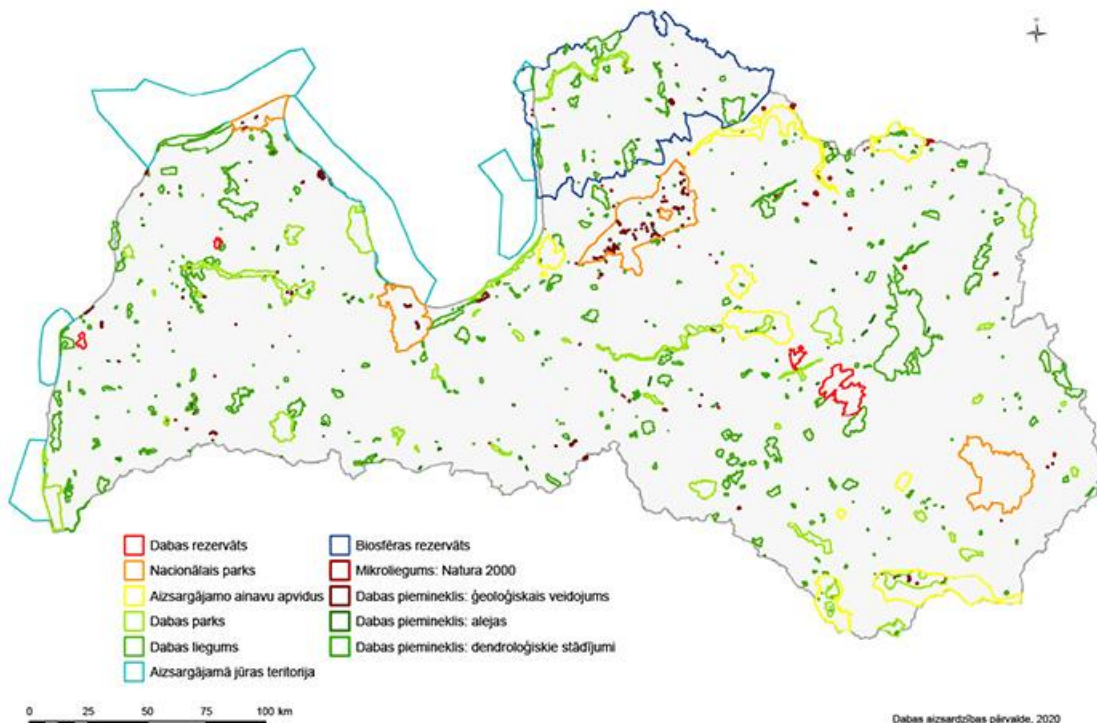 Dabas rezervāts
Nacionālais parks
Aizsargājamo ainavu apvidus
Dabas parks
Dabas liegums
Aizsargājamā jūras teritorija
Biosfēras rezervāts
Mikroliegums: Natura 2000
Dabas piemineklis: ģeoloģiskais veidojums
Dabas piemineklis: alejas
Dabas piemineklis: dendroloģiskie stādījumi
0 25 50 75 100 km
Dabas aizsardzības pārvalde, 2020